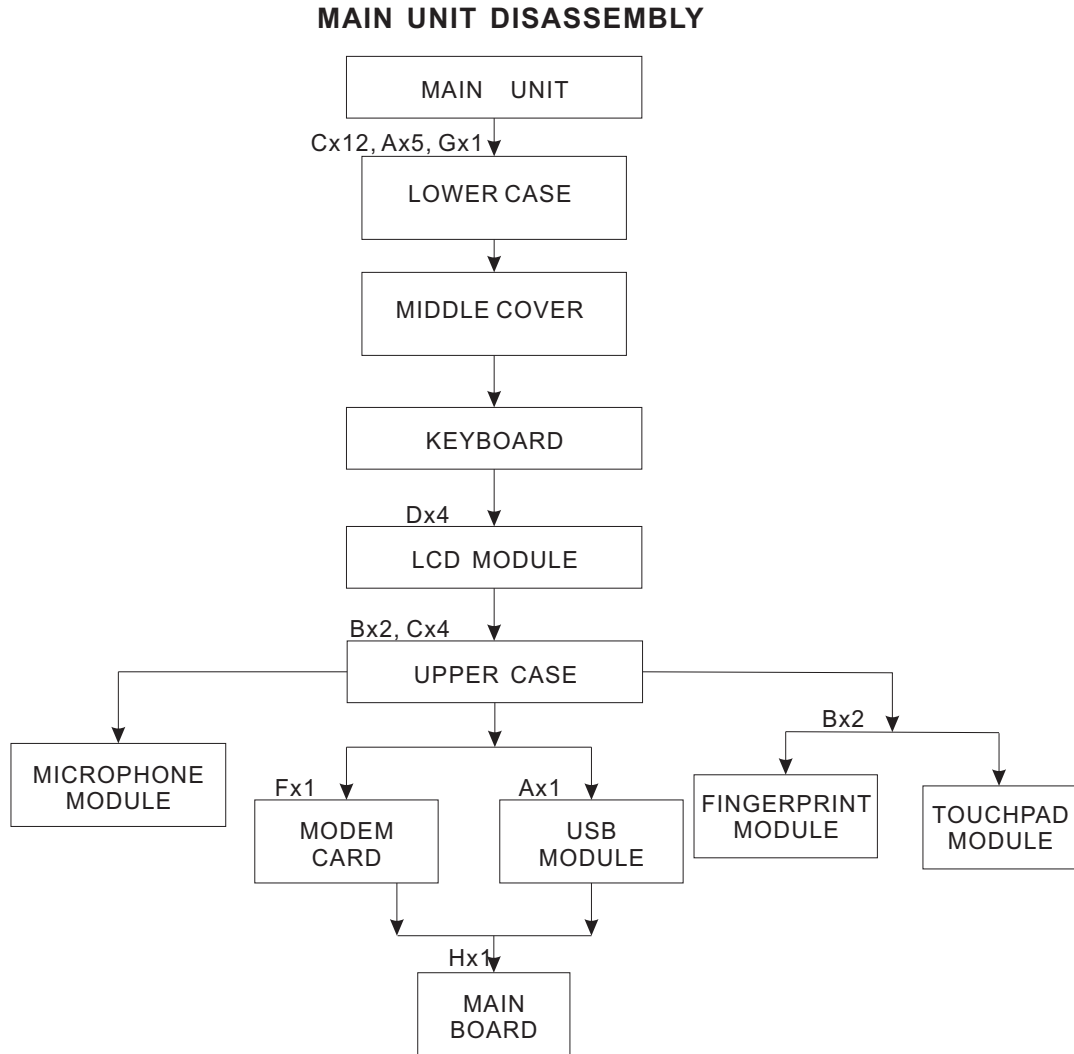 MAIN UNIT DISASSEMBLY
MAIN UNIT
Cx12, Ax5, Gx1
LOWER CASE
MIDDLE COVER
KEYBOARD
Dx4
LCD MODULE
Bx2, Cx4
UPPER CASE
Bx2
MICROPHONE
MODULE
Fx1
MODEM
CARD
Ax1
USB
MODULE
FINGERPRINT
MODULE
TOUCHPAD
MODULE
Hx1
MAIN
BOARD